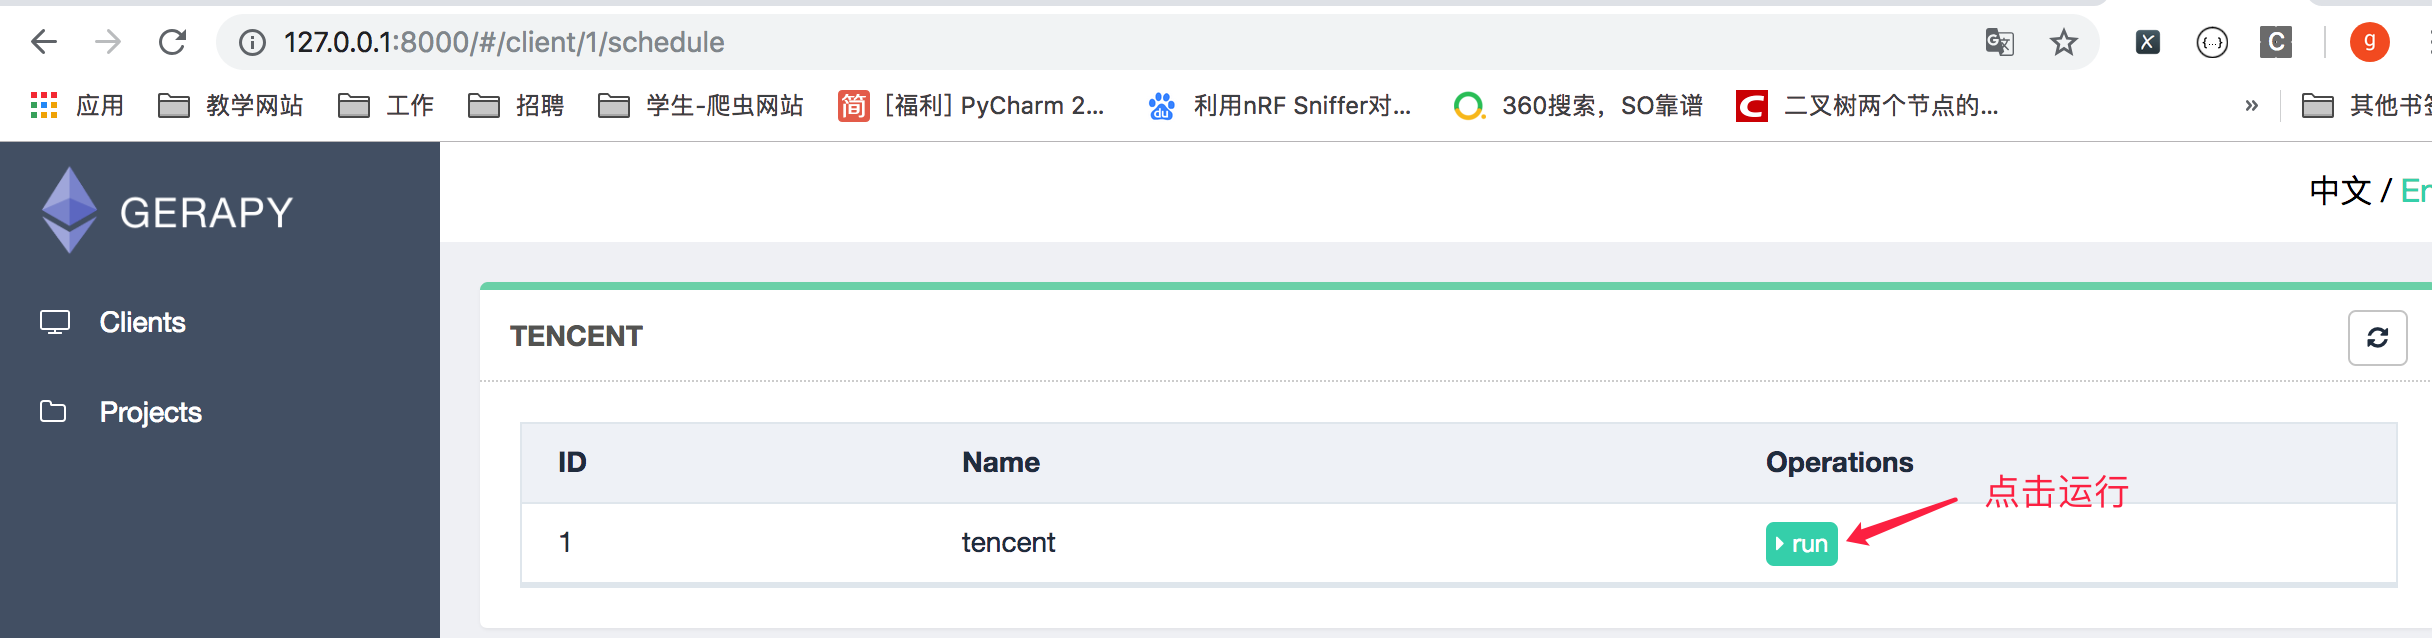 127.0.0.1:8000/#/client/1/schedule
g
应用 教学网站 工作 招聘 学生-爬虫网站 简 [福利] PyCharm 2... du 利用nRF Sniffer对... 360搜索，SO靠谱 C 二叉树两个节点的... » 其他书签
GERAPY
中文 / En
Clients
Projects
TENCENT
ID Name Operations
点击运行
1 tencent run